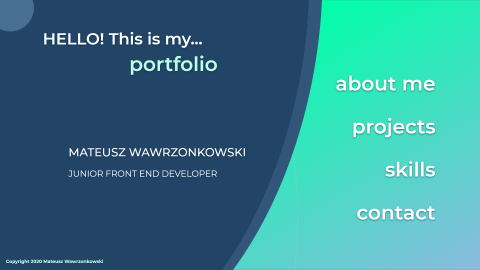 HELLO! This is my...
portfolio
MATEUSZ WAWRZONKOWSKI
JUNIOR FRONT END DEVELOPER
about me
projects
skills
contact
Copyright 2020 Mateusz Wawrzonkowski